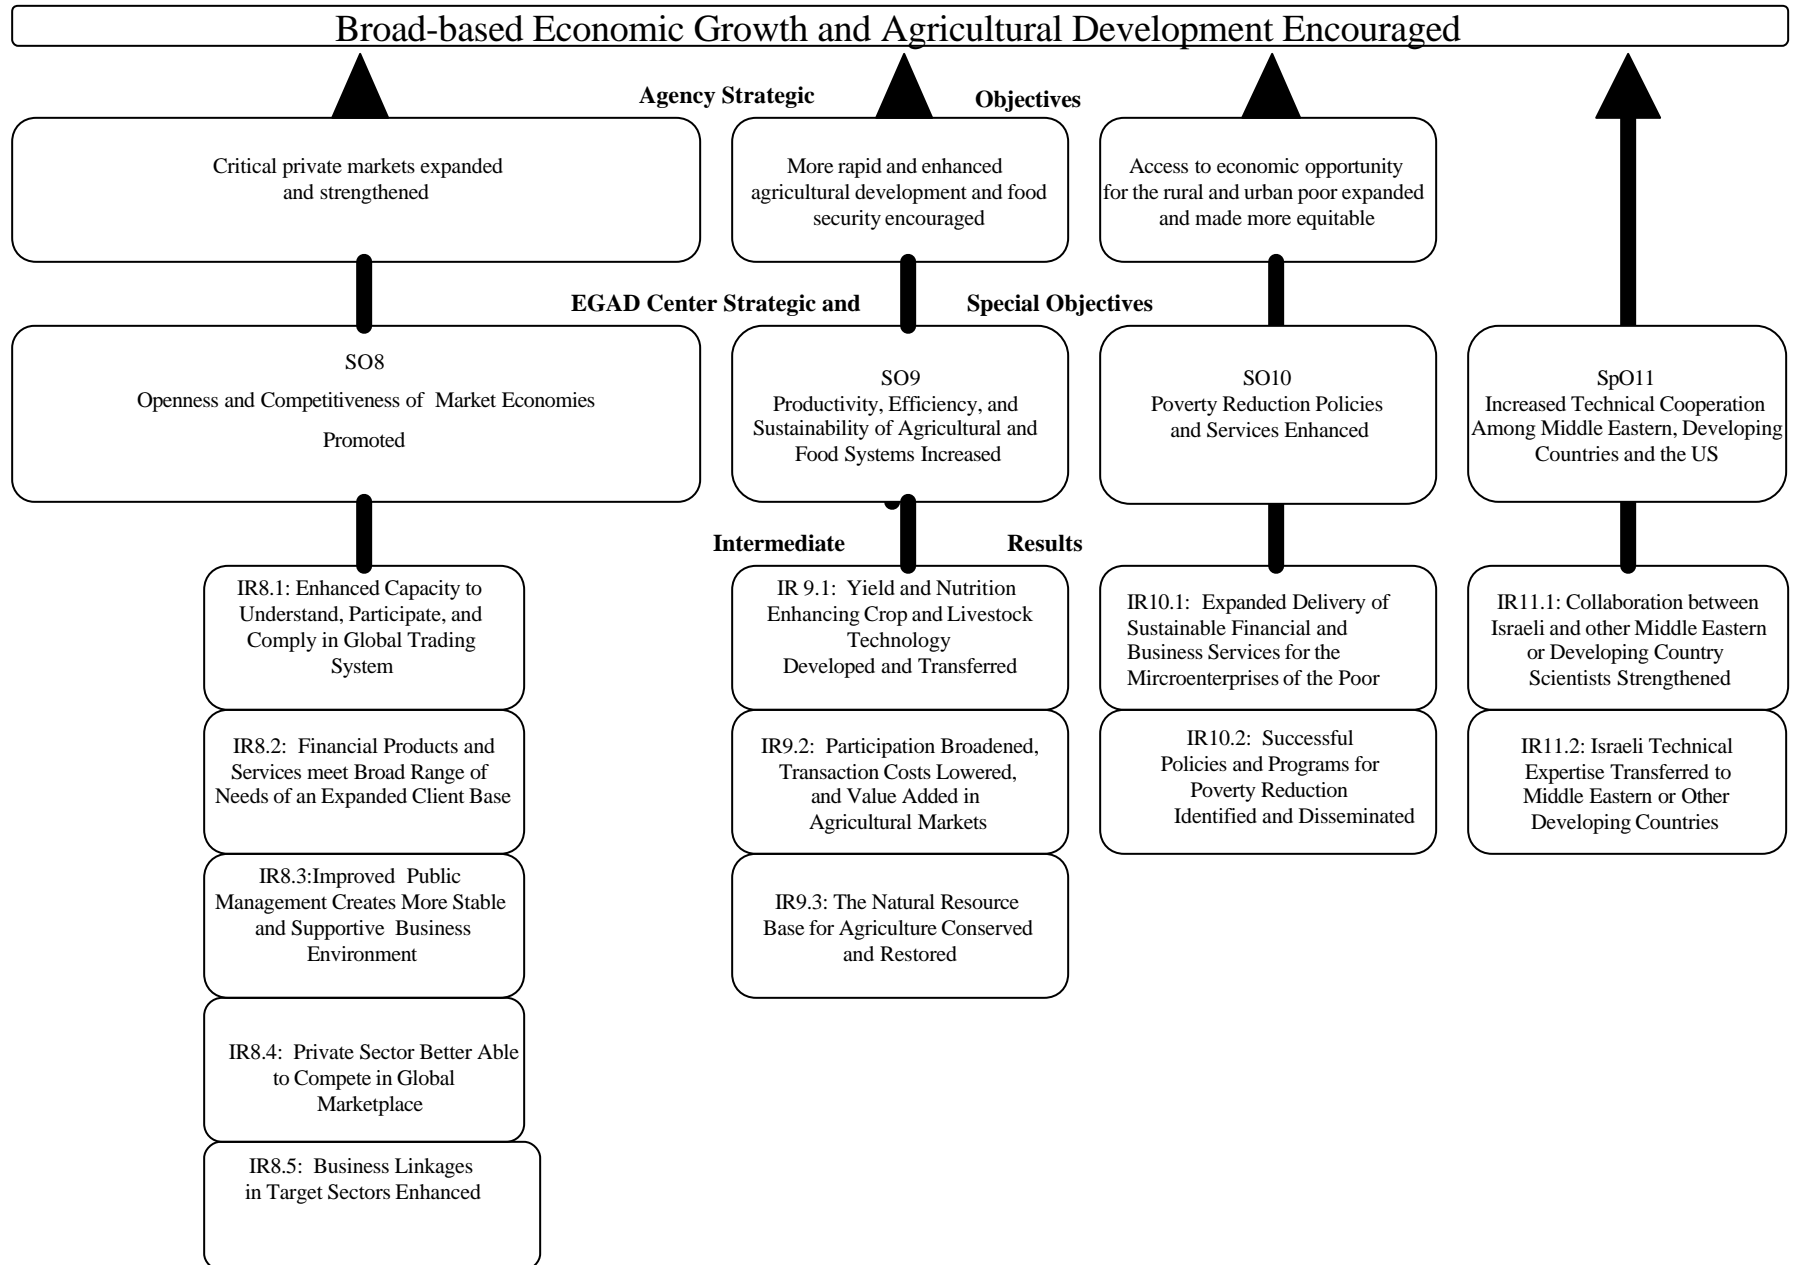 Broad-based Economic Growth and Agricultural Development Encouraged
Agency Strategic Objectives
Critical private markets expanded
and strengthened
More rapid and enhanced
agricultural development and food
security encouraged
Access to economic opportunity
for the rural and urban poor expanded
and made more equitable
EGAD Center Strategic and Special Objectives
SO8
Openness and Competitiveness of Market Economies
Promoted
SO9
Productivity, Efficiency, and
Sustainability of Agricultural and
Food Systems Increased
SO10
Poverty Reduction Policies
and Services Enhanced
SpO11
Increased Technical Cooperation
Among Middle Eastern, Developing
Countries and the US
Intermediate Results
IR8.1: Enhanced Capacity to
Understand, Participate, and
Comply in Global Trading
System
IR8.2: Financial Products and
Services meet Broad Range of
Needs of an Expanded Client Base
IR8.3:Improved Public
Management Creates More Stable
and Supportive Business
Environment
IR8.4: Private Sector Better Able
to Compete in Global
Marketplace
IR8.5: Business Linkages
in Target Sectors Enhanced
IR 9.1: Yield and Nutrition
Enhancing Crop and Livestock
Technology
Developed and Transferred
IR9.2: Participation Broadened,
Transaction Costs Lowered,
and Value Added in
Agricultural Markets
IR9.3: The Natural Resource
Base for Agriculture Conserved
and Restored
IR10.1: Expanded Delivery of
Sustainable Financial and
Business Services for the
Mircroenterprises of the Poor
IR10.2: Successful
Policies and Programs for
Poverty Reduction
Identified and Disseminated
IR11.1: Collaboration between
Israeli and other Middle Eastern
or Developing Country
Scientists Strengthened
IR11.2: Israeli Technical
Expertise Transferred to
Middle Eastern or Other
Developing Countries